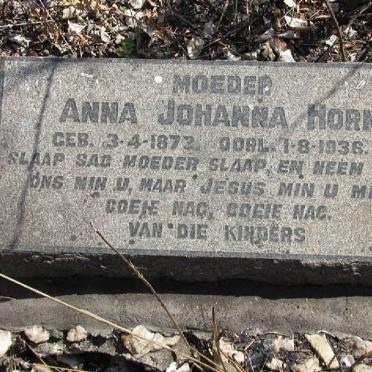 MOEDER
ANNA JOHANNA HORN
GEB. 3-4-1873. OORL. 1-8-1936.
SLAAP SAG MOEDER SLAAP, EN NEEM
ONS MIN U, MAAR JESUS MIN U
GOEIE NAG, GOEIE NAG.
VAN DIE KINDERS